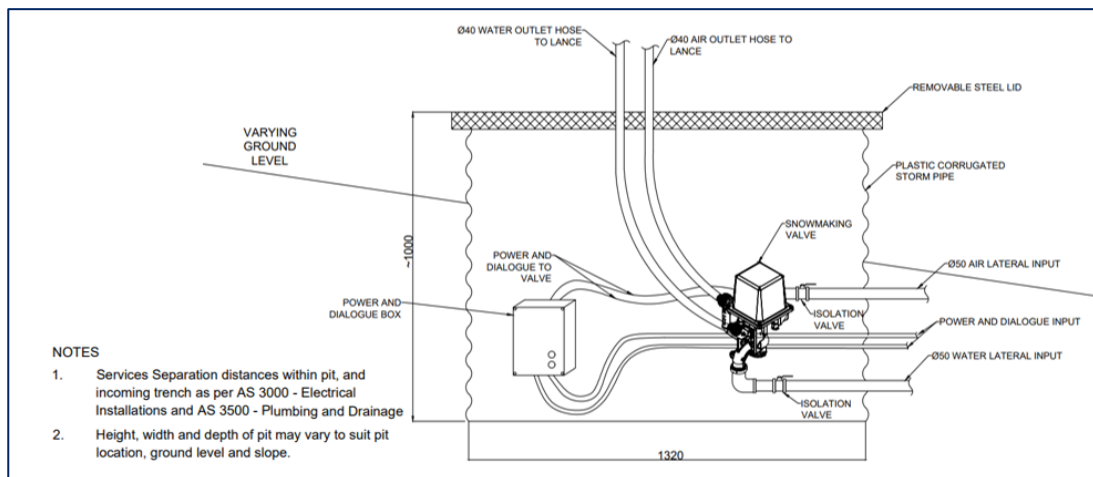 Ø40 WATER OUTLET HOSE
TO LANCE
Ø40 AIR OUTLET HOSE TO
LANCE
REMOVABLE STEEL LID
VARYING
GROUND
LEVEL
PLASTIC CORRUGATED
STORM PIPE
SNOWMAKING
VALVE
~1000
POWER AND
DIALOGUE TO
VALVE
Ø50 AIR LATERAL INPUT
POWER AND
DIALOGUE BOX
ISOLATION
VALVE
POWER AND DIALOGUE INPUT
Ø50 WATER LATERAL INPUT
ISOLATION
VALVE
NOTES
1. Services Separation distances within pit, and
incoming trench as per AS 3000 - Electrical
Installations and AS 3500 - Plumbing and Drainage
2. Height, width and depth of pit may vary to suit pit
location, ground level and slope.
1320